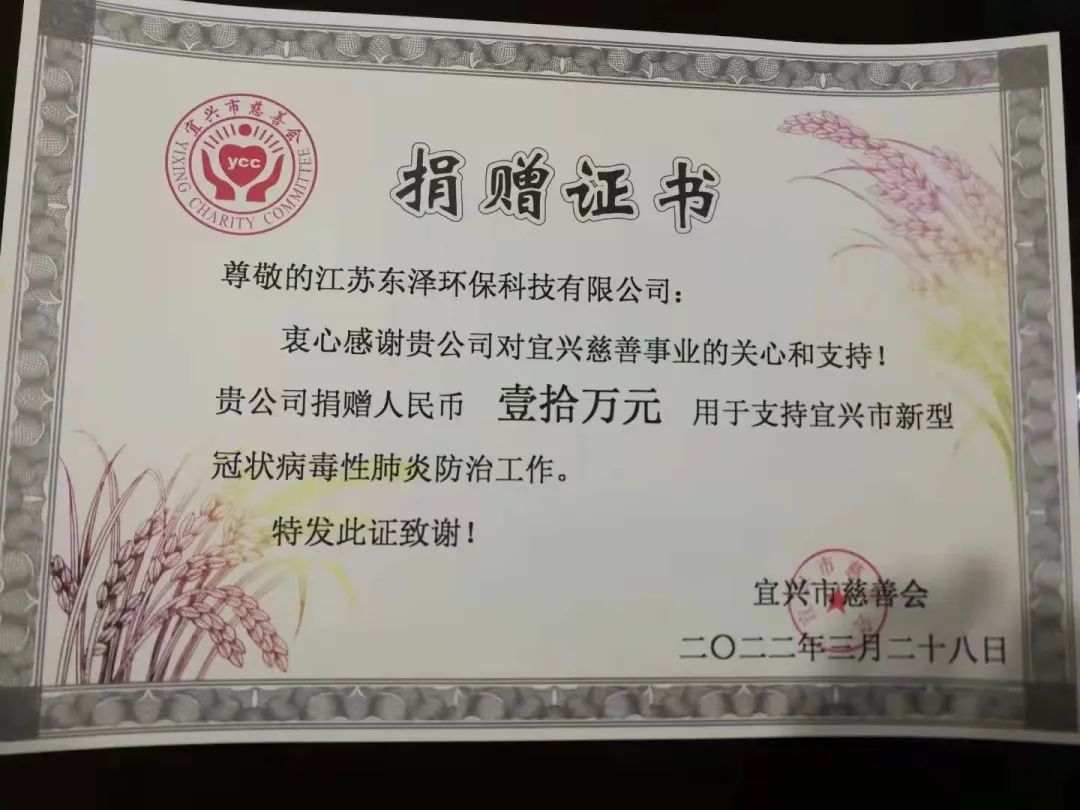 宜兴市慈善会
ycc
YIXING CHARITY COMMITTEE
捐赠证书
尊敬的江苏东泽环保科技有限公司：
衷心感谢贵公司对宜兴慈善事业的关心和支持！
贵公司捐赠人民币 壹拾万元 用于支持宜兴市新型
冠状病毒性肺炎防治工作。
特发此证致谢！
宜兴市慈善会
二〇二二年三月二十八日